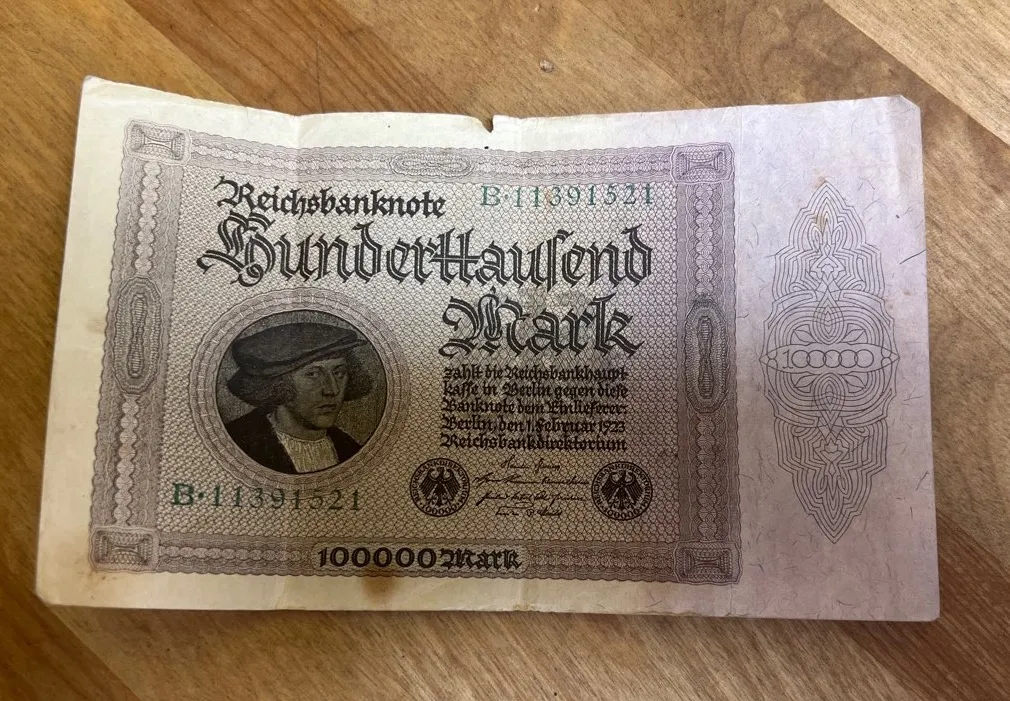 Reichsbanknote
B·11391521
Hunderttausend
Mark
zahlt die Reichsbankhaupt-
kasse in Berlin gegen diese
Banknote dem Einlieferer.
Berlin, den 1. Februar 1923
Reichsbankdirektorium
B·11391521
100000 Mark
100000